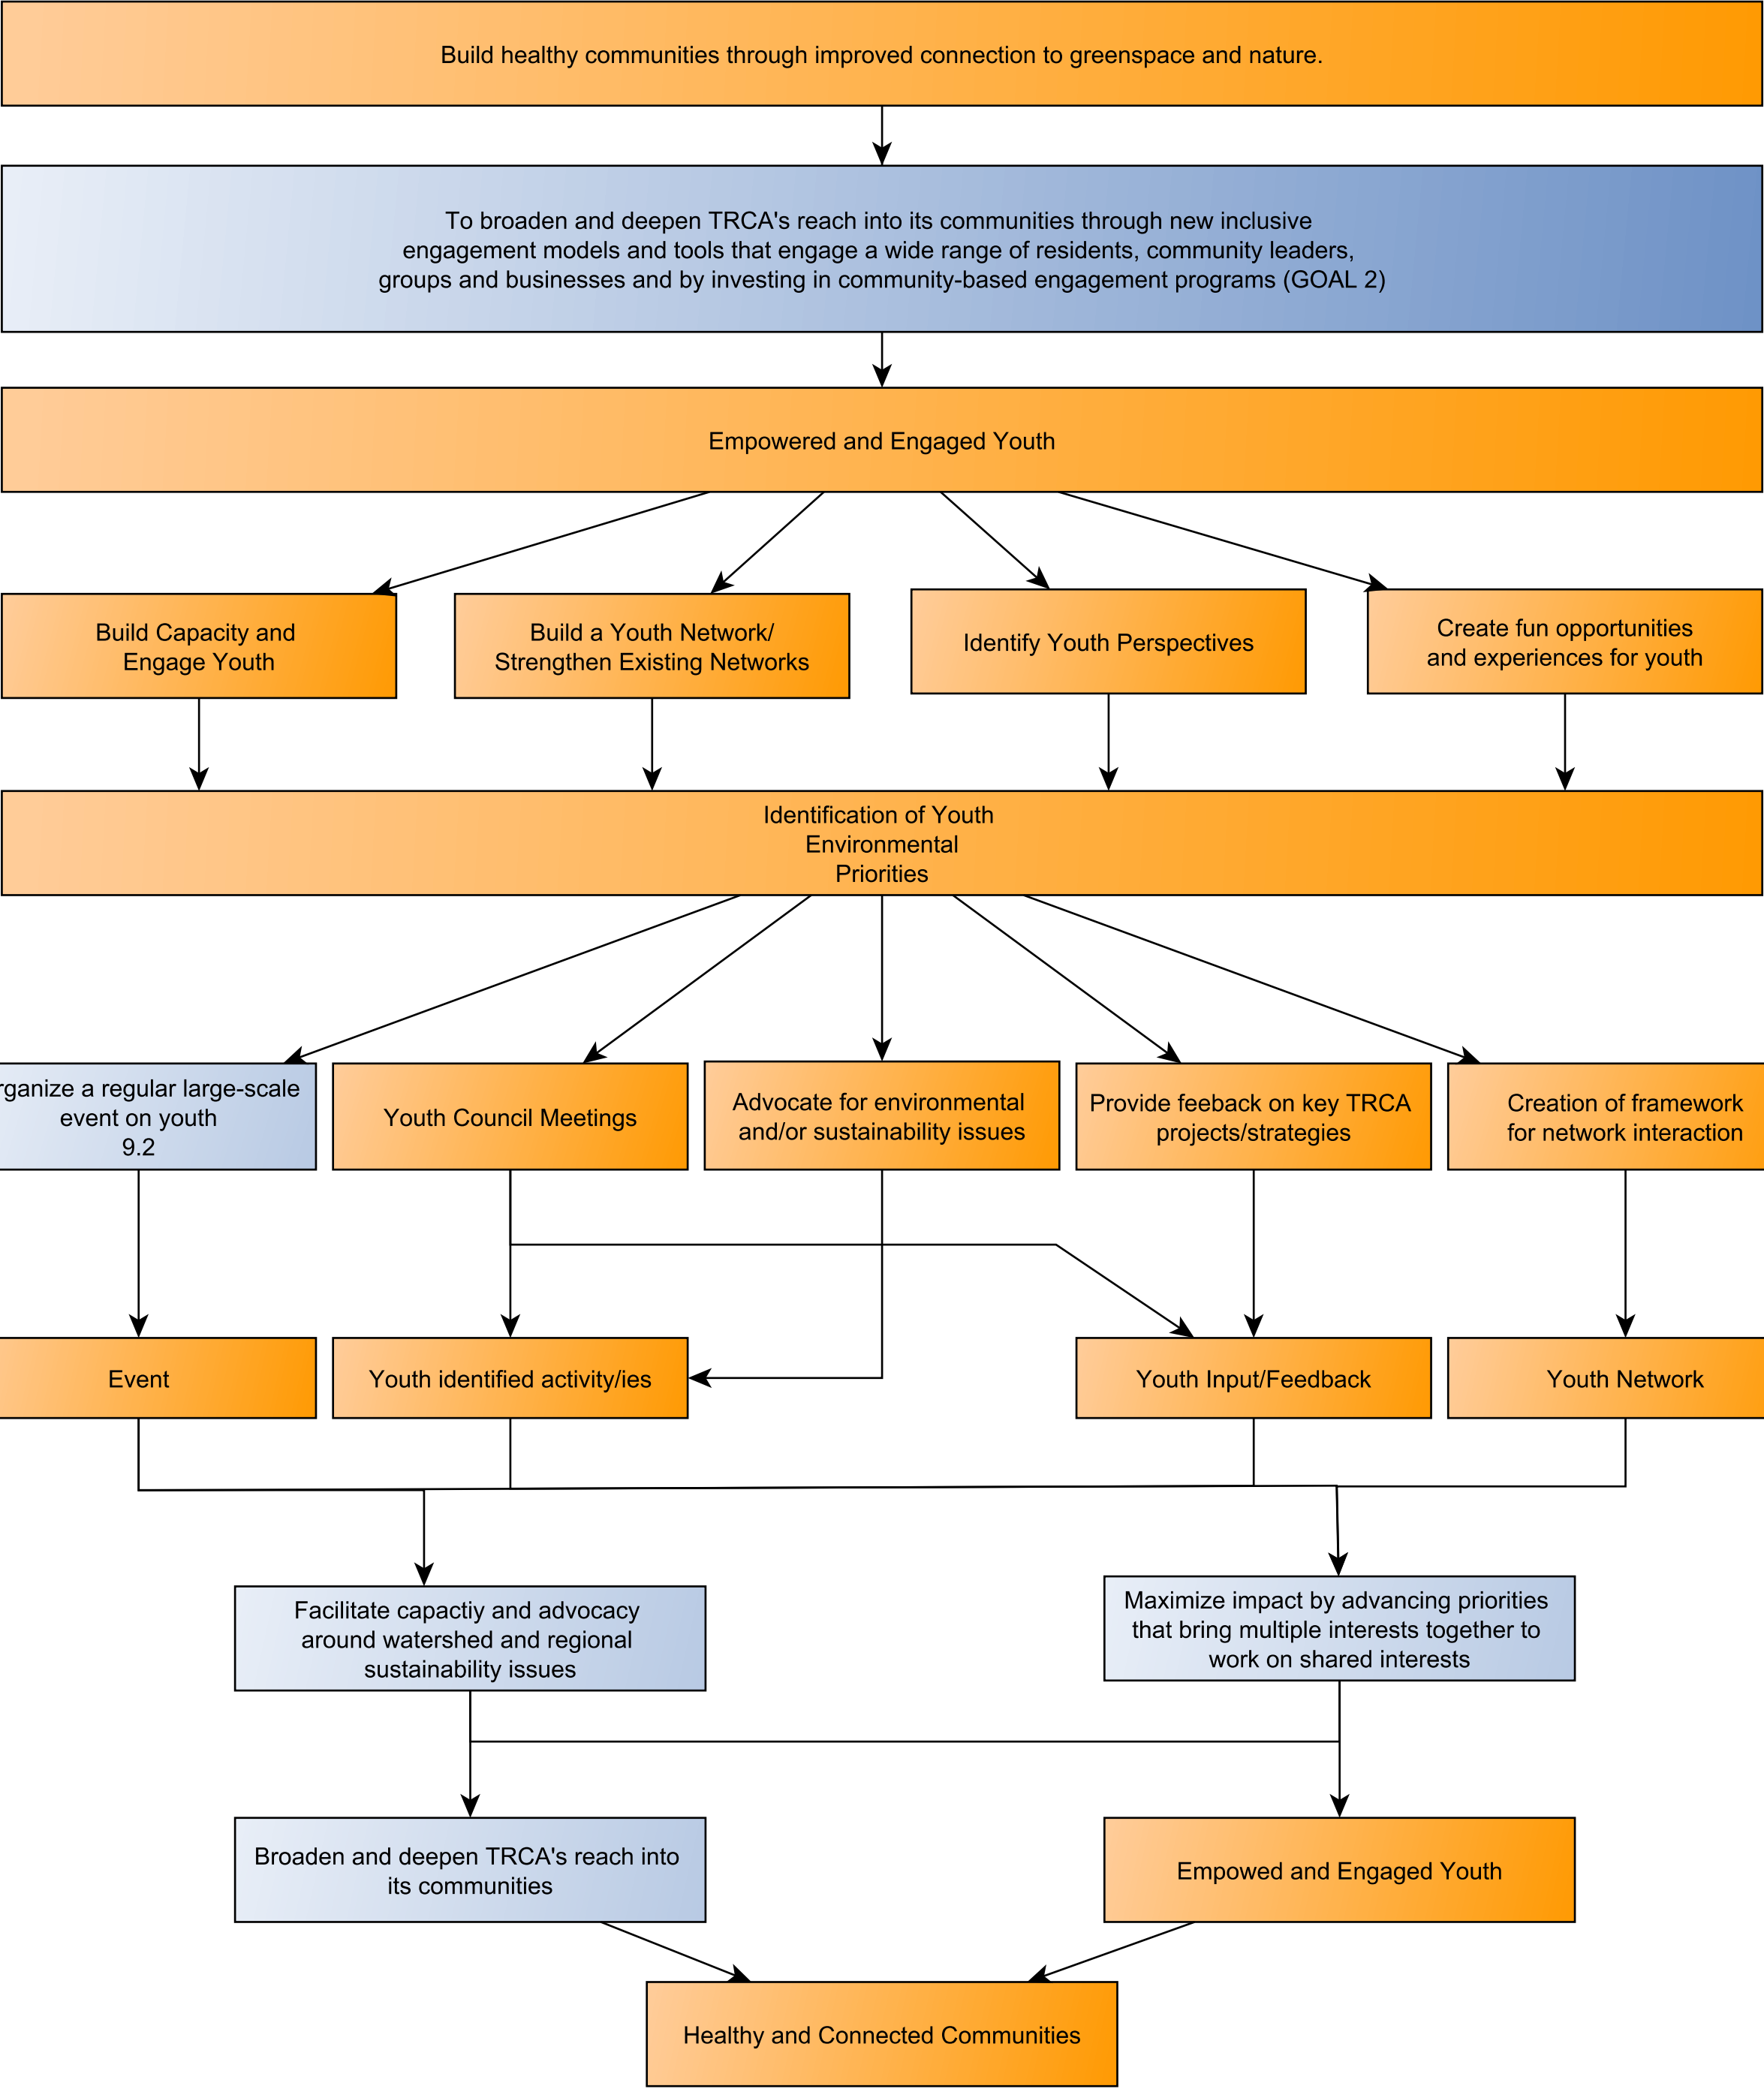 Build healthy communities through improved connection to greenspace and nature.
To broaden and deepen TRCA's reach into its communities through new inclusive
engagement models and tools that engage a wide range of residents, community leaders,
groups and businesses and by investing in community-based engagement programs (GOAL 2)
Empowered and Engaged Youth
Build Capacity and
Engage Youth
Build a Youth Network/
Strengthen Existing Networks
Identify Youth Perspectives
Create fun opportunities
and experiences for youth
Identification of Youth
Environmental
Priorities
rganize a regular large-scale
event on youth
9.2
Youth Council Meetings
Advocate for environmental
and/or sustainability issues
Provide feeback on key TRCA
projects/strategies
Creation of framework
for network interaction
Event
Youth identified activity/ies
Youth Input/Feedback
Youth Network
Facilitate capactiy and advocacy
around watershed and regional
sustainability issues
Maximize impact by advancing priorities
that bring multiple interests together to
work on shared interests
Broaden and deepen TRCA's reach into
its communities
Empowed and Engaged Youth
Healthy and Connected Communities